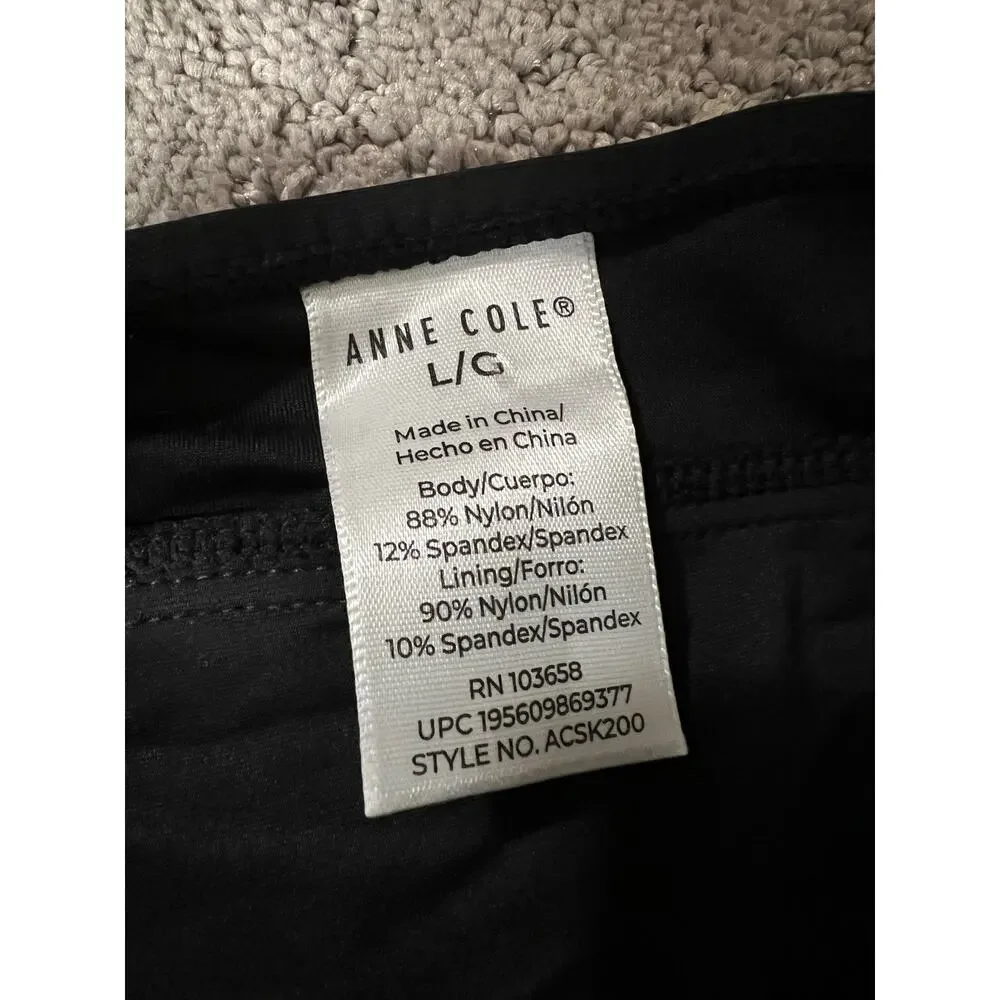 ANNE COLE®
L/G
Made in China/
Hecho en China
Body/Cuerpo:
88% Nylon/Nilón
12% Spandex/Spandex
Lining/Forro:
90% Nylon/Nilón
10% Spandex/Spandex
RN 103658
UPC 195609869377
STYLE NO. ACSK200